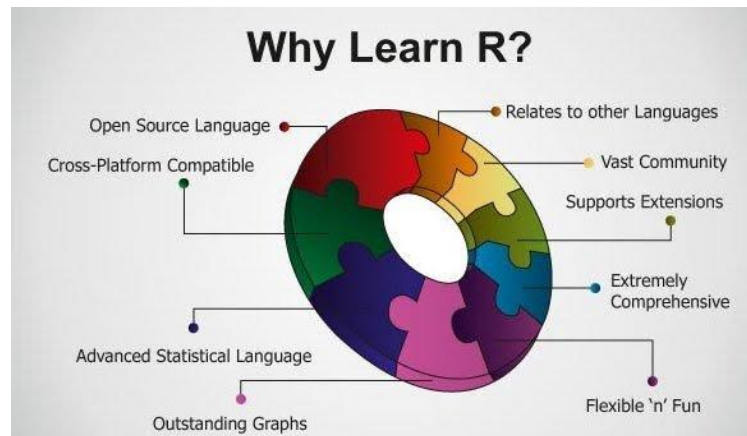 Why Learn R?
Open Source Language
Relates to other Languages
Cross-Platform Compatible
Vast Community
Supports Extensions
Extremely
Comprehensive
Advanced Statistical Language
Flexible ‘n’ Fun
Outstanding Graphs